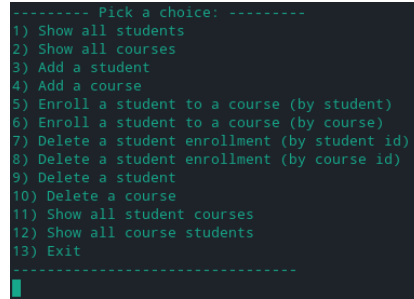 --------- Pick a choice: ---------
1) Show all students
2) Show all courses
3) Add a student
4) Add a course
5) Enroll a student to a course (by student)
6) Enroll a student to a course (by course)
7) Delete a student enrollment (by student id)
8) Delete a student enrollment (by course id)
9) Delete a student
10) Delete a course
11) Show all student courses
12) Show all course students
13) Exit
---------------------------------